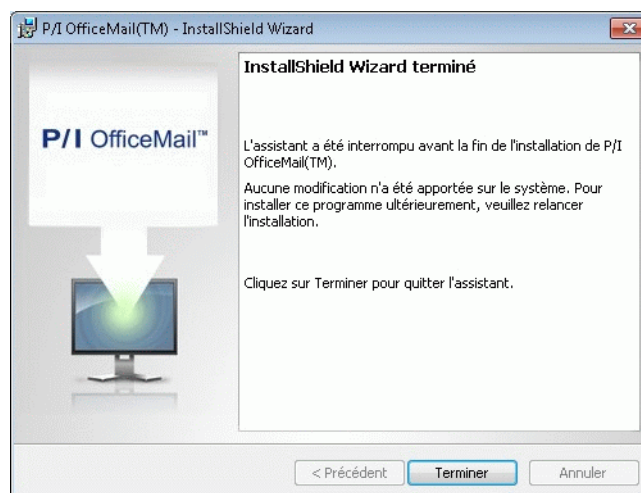 P/I OfficeMail(TM) - InstallShield Wizard
InstallShield Wizard terminé
P/I OfficeMail™
L'assistant a été interrompu avant la fin de l'installation de P/I
OfficeMail(TM).
Aucune modification n'a été apportée sur le système. Pour
installer ce programme ultérieurement, veuillez relancer
l'installation.
Cliquez sur Terminer pour quitter l'assistant.
< Précédent
Terminer
Annuler